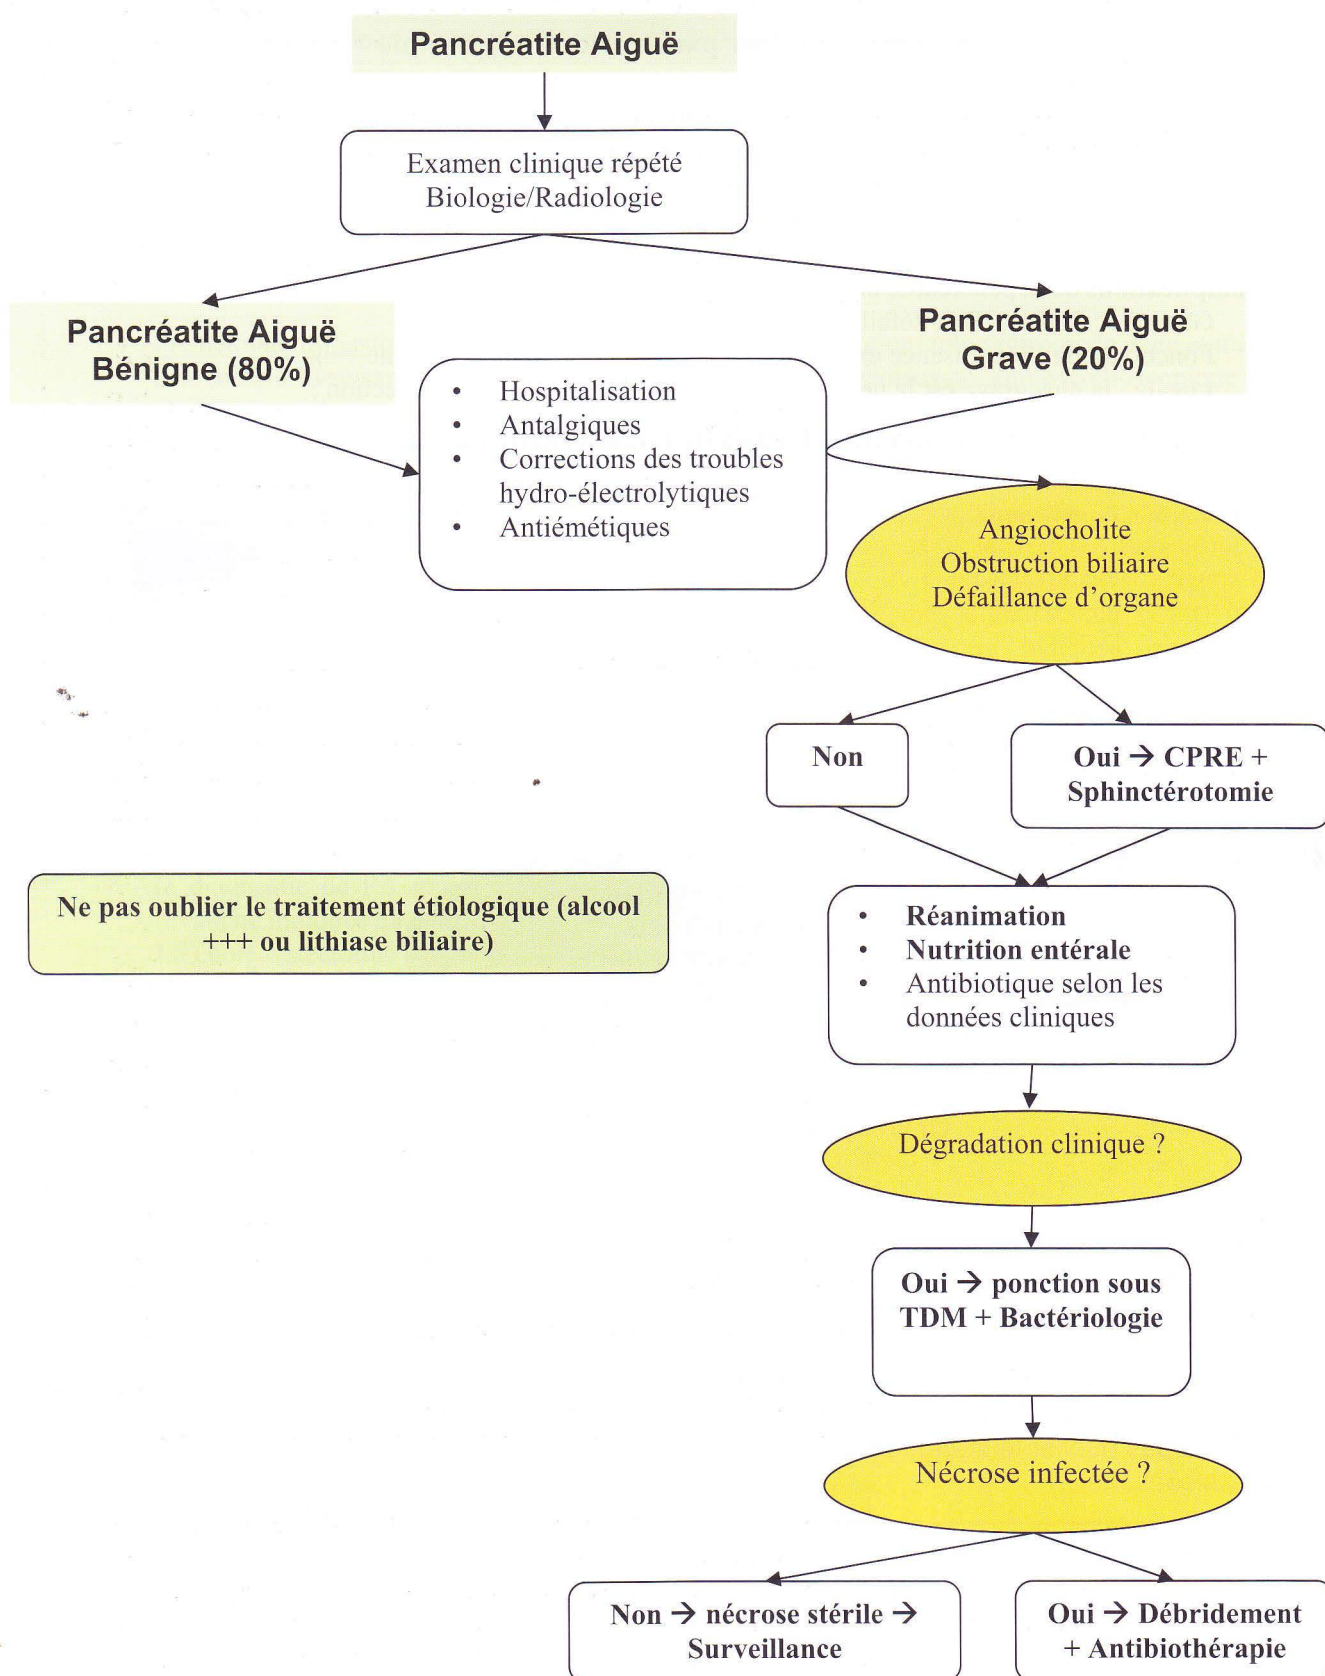 Pancréatite Aiguë
Examen clinique répété
Biologie/Radiologie
Pancréatite Aiguë
Bénigne (80%)
Pancréatite Aiguë
Grave (20%)
• Hospitalisation
• Antalgiques
• Corrections des troubles
hydro-électrolytiques
• Antiémétiques
Angiocholite
Obstruction biliaire
Défaillance d’organe
Non
Oui → CPRE +
Sphinctérotomie
Ne pas oublier le traitement étiologique (alcool
+++ ou lithiase biliaire)
• Réanimation
• Nutrition entérale
• Antibiotique selon les
données cliniques
Dégradation clinique ?
Oui → ponction sous
TDM + Bactériologie
Nécrose infectée ?
Non → nécrose stérile →
Surveillance
Oui → Débridement
+ Antibiothérapie